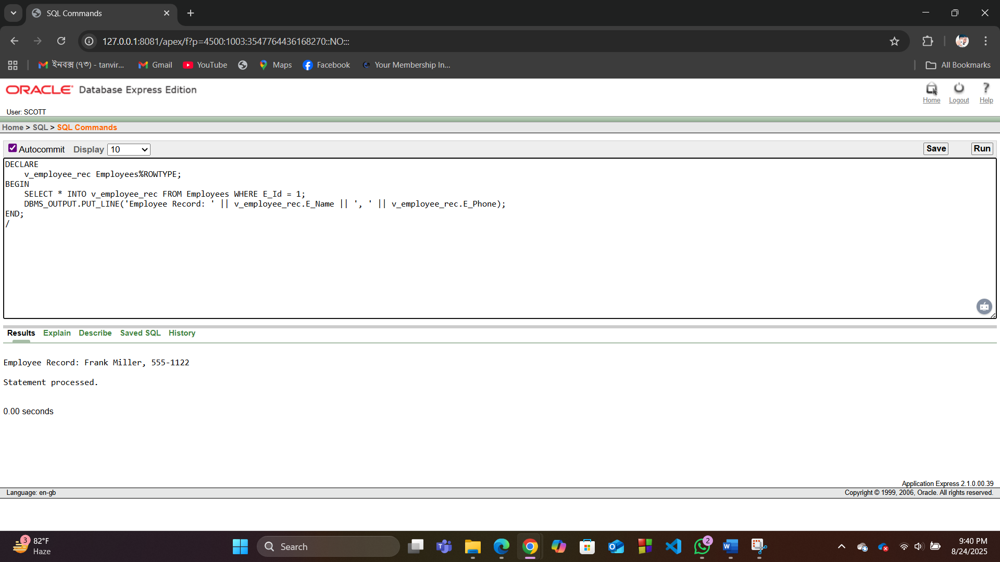 SQL Commands
127.0.0.1:8081/apex/f?p=4500:1003:3547764436168270::NO:::
ইনবক্স (৭৩) - tanvir... Gmail YouTube Maps Facebook Your Membership In... All Bookmarks
ORACLE Database Express Edition
Home Logout Help
User: SCOTT
Home > SQL > SQL Commands
Autocommit Display 10 Save Run
DECLARE
    v_employee_rec Employees%ROWTYPE;
BEGIN
    SELECT * INTO v_employee_rec FROM Employees WHERE E_Id = 1;
    DBMS_OUTPUT.PUT_LINE('Employee Record: ' || v_employee_rec.E_Name || ', ' || v_employee_rec.E_Phone);
END;
/
Results Explain Describe Saved SQL History
Employee Record: Frank Miller, 555-1122
Statement processed.
0.00 seconds
Application Express 2.1.0.00.39
Language: en-gb Copyright © 1999, 2006, Oracle. All rights reserved.
3 82°F
Haze
Search
2
9:40 PM
8/24/2025